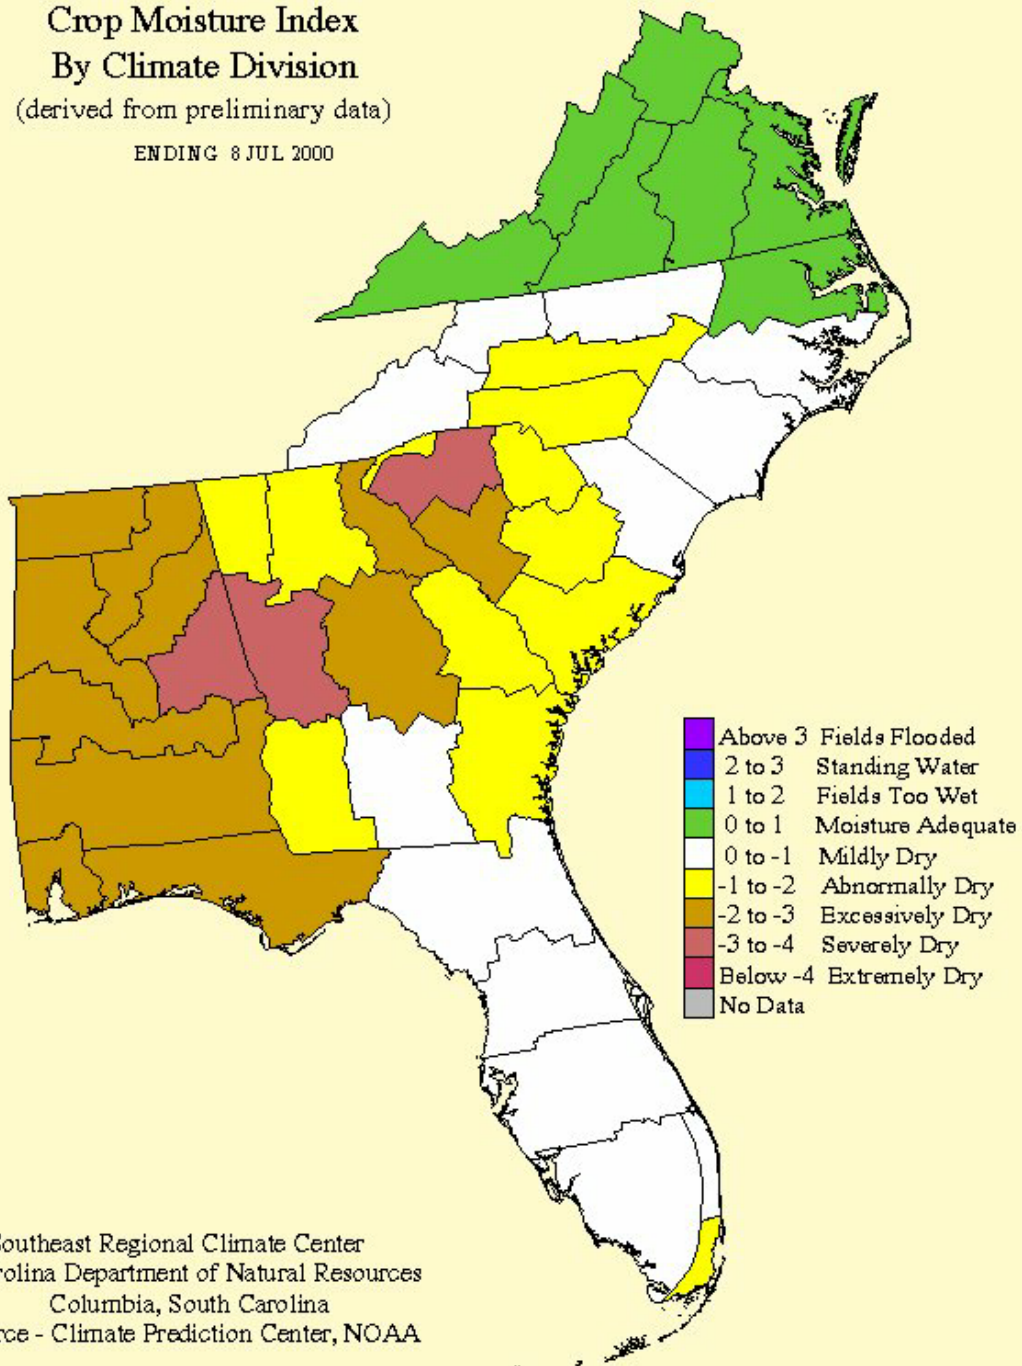 Crop Moisture Index
By Climate Division
(derived from preliminary data)
ENDING 8 JUL 2000
Above 3 Fields Flooded
2 to 3 Standing Water
1 to 2 Fields Too Wet
0 to 1 Moisture Adequate
0 to -1 Mildly Dry
-1 to -2 Abnormally Dry
-2 to -3 Excessively Dry
-3 to -4 Severely Dry
Below -4 Extremely Dry
No Data
outheast Regional Climate Center
rolina Department of Natural Resources
Columbia, South Carolina
rce - Climate Prediction Center, NOAA